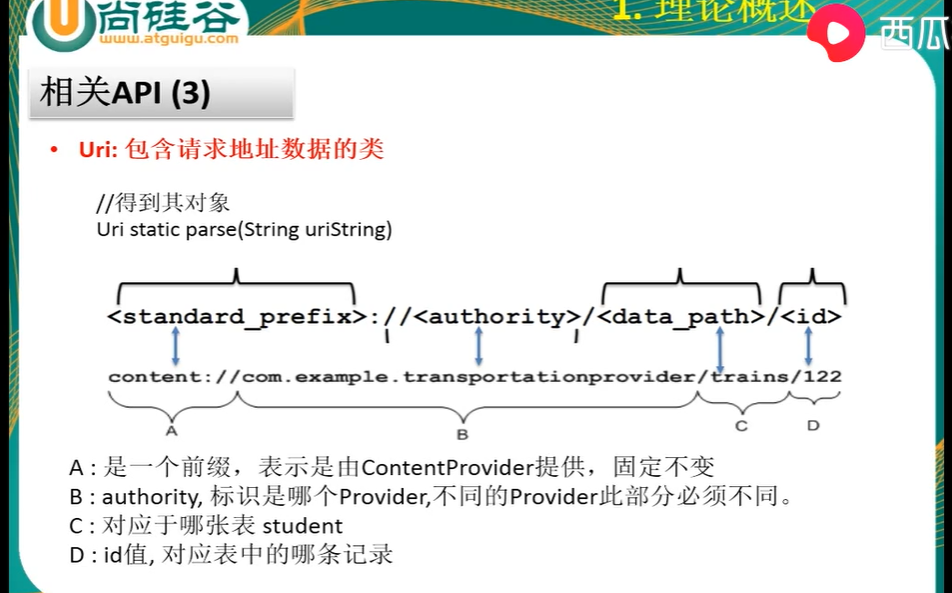 尚硅谷
www.atguigu.com
1. 理论概述
西瓜
相关API (3)
• Uri: 包含请求地址数据的类
//得到其对象
Uri static parse(String uriString)
<standard_prefix>://<authority>/<data_path>/<id>
content://com.example.transportationprovider/trains/122
A
B
C
D
A : 是一个前缀，表示是由ContentProvider提供，固定不变
B : authority, 标识是哪个Provider,不同的Provider此部分必须不同。
C : 对应于哪张表 student
D : id值, 对应表中的哪条记录